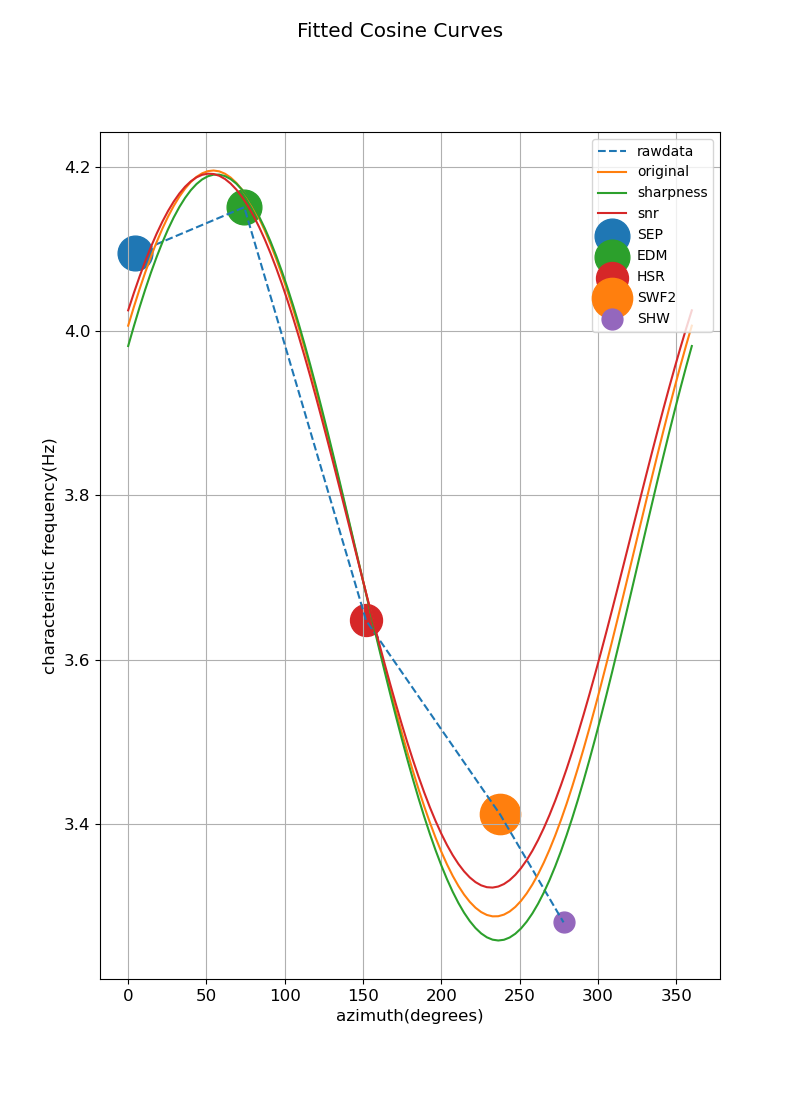 Fitted Cosine Curves
rawdata
original
sharpness
snr
SEP
EDM
HSR
SWF2
SHW
4.2
4.0
3.8
3.6
3.4
characteristic frequency(Hz)
0 50 100 150 200 250 300 350
azimuth(degrees)